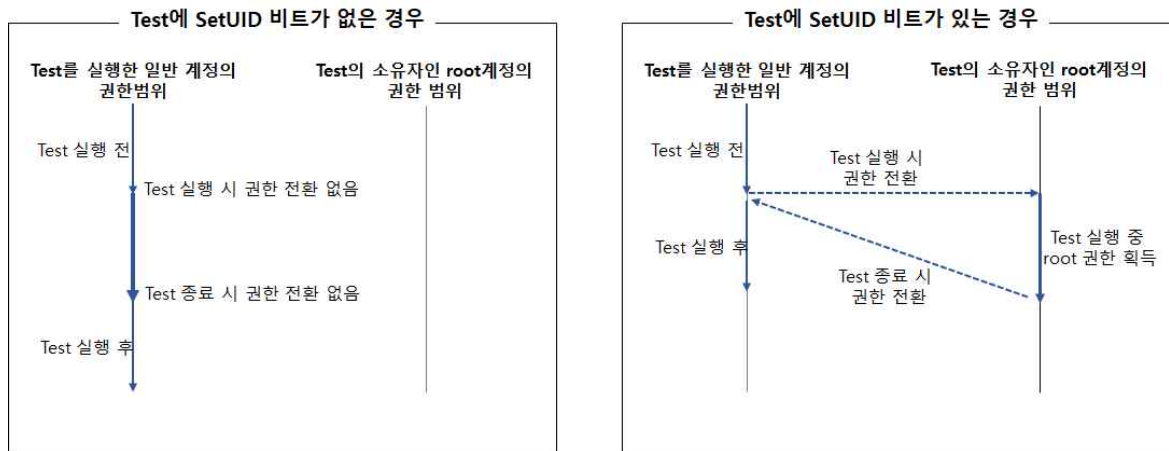 Test에 SetUID 비트가 없은 경우
Test를 실행한 일반 계정의
권한범위
Test의 소유자인 root계정의
권한 범위
Test 실행 전
Test 실행 시 권한 전환 없음
Test 종료 시 권한 전환 없음
Test 실행 후
Test에 SetUID 비트가 있는 경우
Test를 실행한 일반 계정의
권한범위
Test의 소유자인 root계정의
권한 범위
Test 실행 전
Test 실행 시
권한 전환
Test 실행 후
Test 실행 중
root 권한 획득
Test 종료 시
권한 전환